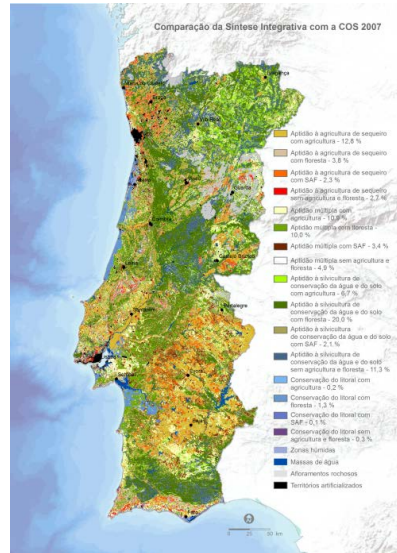 Comparação da Síntese Integrativa com a COS 2007
Bragança
Aptidão à agricultura de sequeiro
com agricultura - 12,8 %
Aptidão à agricultura de sequeiro
com floresta - 3,8 %
Aptidão à agricultura de sequeiro
com SAF - 2,3 %
Aptidão à agricultura de sequeiro
sem agricultura e floresta - 2,7 %
Aptidão múltipla com
Aptidão múltipla com floresta
10,0 %
Aptidão múltipla com SAF - 3,4 %
Aptidão múltipla sem agricultura e
floresta - 4,9 %
Aptidão à silvicultura de
conservação da água e do solo
com agricultura - 6,7 %
Aptidão à silvicultura de
conservação da água e do solo
com floresta - 20,0 %
Aptidão à silvicultura
de conservação da água e do solo
com SAF - 2,1 %
Aptidão à silvicultura de
conservação da água e do solo
sem agricultura e floresta - 11,3 %
Conservação do litoral com
agricultura - 0,2 %
Conservação do litoral com
floresta - 1,3 %
Conservação do litoral com
SAF - 0,1 %
Conservação do litoral sem
agricultura e floresta - 0,3 %
Zonas húmidas
Massas de água
Afloramentos rochosos
Territórios artificializados
Portalegre
0 25 50 km